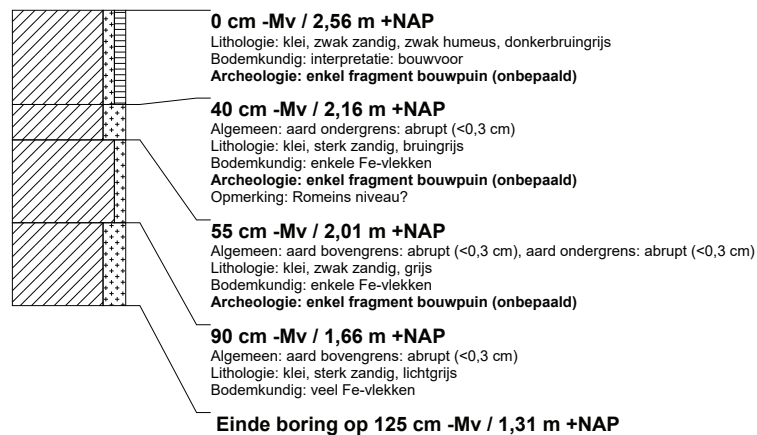 0 cm -Mv / 2,56 m +NAP
Lithologie: klei, zwak zandig, zwak humeus, donkerbruingrijs
Bodemkundig: interpretatie: bouwvoor
Archeologie: enkel fragment bouwpuin (onbepaald)
40 cm -Mv / 2,16 m +NAP
Algemeen: aard ondergrens: abrupt (<0,3 cm)
Lithologie: klei, sterk zandig, bruingrijs
Bodemkundig: enkele Fe-vlekken
Archeologie: enkel fragment bouwpuin (onbepaald)
Opmerking: Romeins niveau?
55 cm -Mv / 2,01 m +NAP
Algemeen: aard bovengrens: abrupt (<0,3 cm), aard ondergrens: abrupt (<0,3 cm)
Lithologie: klei, zwak zandig, grijs
Bodemkundig: enkele Fe-vlekken
Archeologie: enkel fragment bouwpuin (onbepaald)
90 cm -Mv / 1,66 m +NAP
Algemeen: aard bovengrens: abrupt (<0,3 cm)
Lithologie: klei, sterk zandig, lichtgrijs
Bodemkundig: veel Fe-vlekken
Einde boring op 125 cm -Mv / 1,31 m +NAP